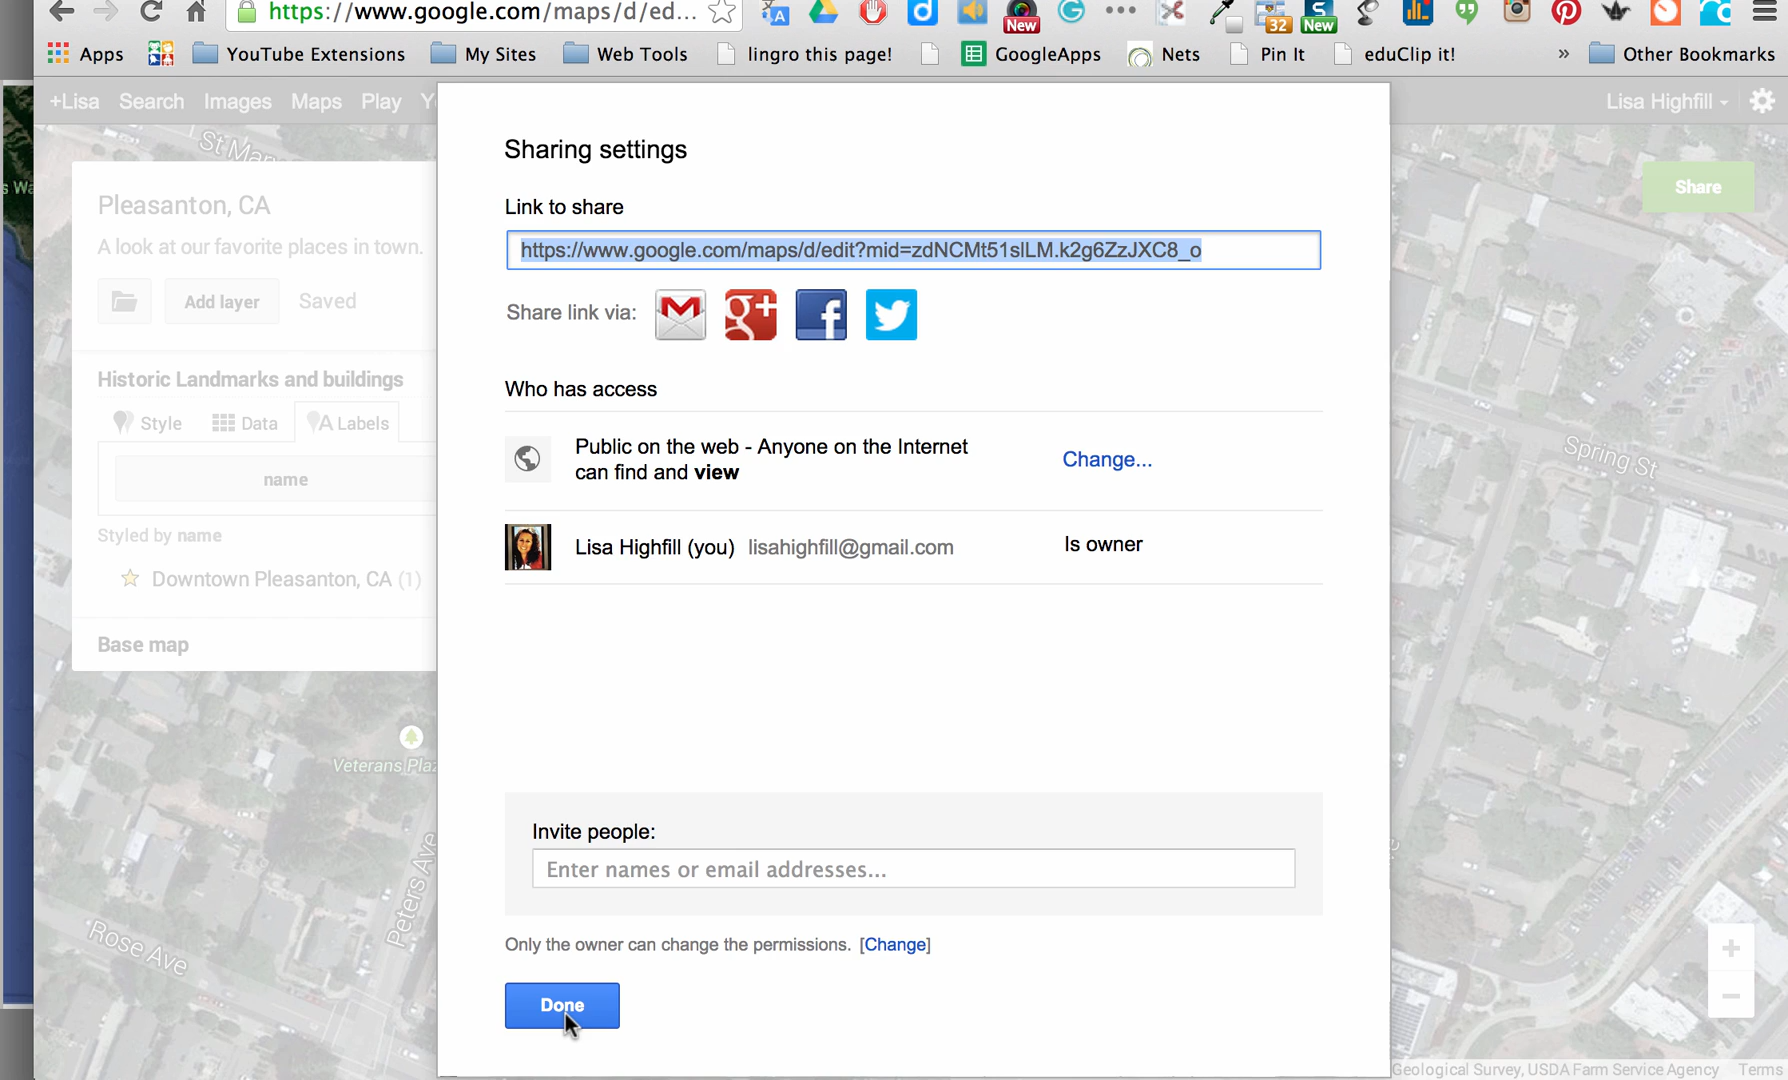 https://www.google.com/maps/d/ed...
New
32
S
New
Apps
YouTube Extensions
My Sites
Web Tools
lingro this page!
GoogleApps
Nets
Pin It
eduClip it!
»
Other Bookmarks
+Lisa
Search
Images
Maps
Play
Lisa Highfill
Sharing settings
Link to share
https://www.google.com/maps/d/edit?mid=zdNCMt51slLM.k2g6ZzJXC8_o
Share link via:
Who has access
Public on the web - Anyone on the Internet
can find and view
Change...
Lisa Highfill (you) lisahighfill@gmail.com
Is owner
Invite people:
Enter names or email addresses...
Only the owner can change the permissions. [Change]
Done
Pleasanton, CA
A look at our favorite places in town.
Add layer
Saved
Historic Landmarks and buildings
Style
Data
Labels
name
Styled by name
Downtown Pleasanton, CA (1)
Base map
Share
Spring St
Rose Ave
Peters Ave
Geological Survey, USDA Farm Service Agency
Terms